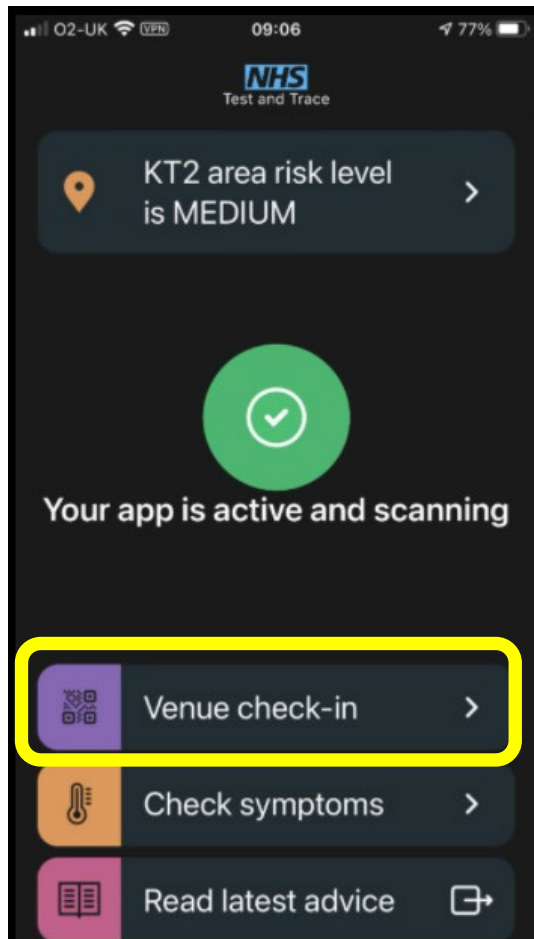 O2-UK VPN 09:06 77%
NHS
Test and Trace
KT2 area risk level
is MEDIUM
Your app is active and scanning
Venue check-in
Check symptoms
Read latest advice